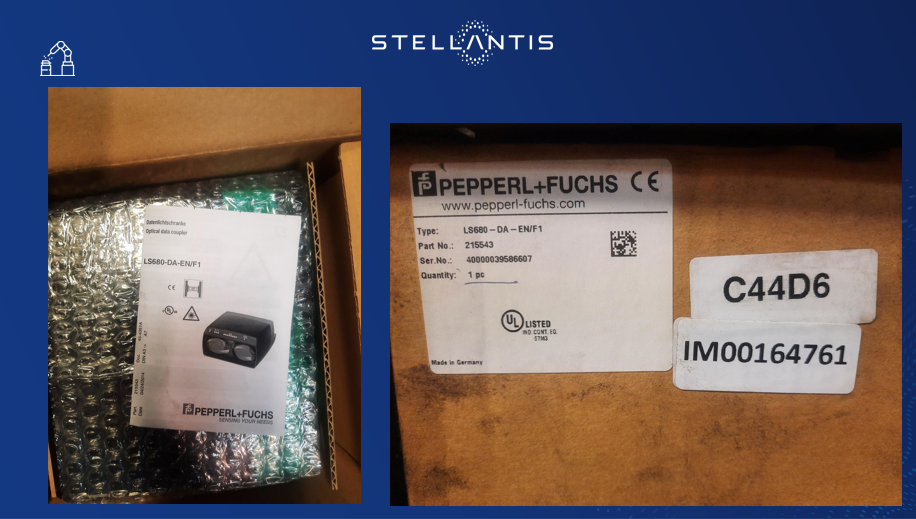 STELLANTIS
Datenlichtschranke
Optical data coupler
LS680-DA-EN/F1
CE
PEPPERL+FUCHS
SENSING YOUR NEEDS
PEPPERL+FUCHS CE
www.pepperl-fuchs.com
Type: LS680-DA-EN/F1
Part No.: 215543
Ser.No.: 40000039586607
Quantity: 1 pc
UL LISTED
IND. CONT. EQ.
57M0
Made in Germany
C44D6
IM00164761